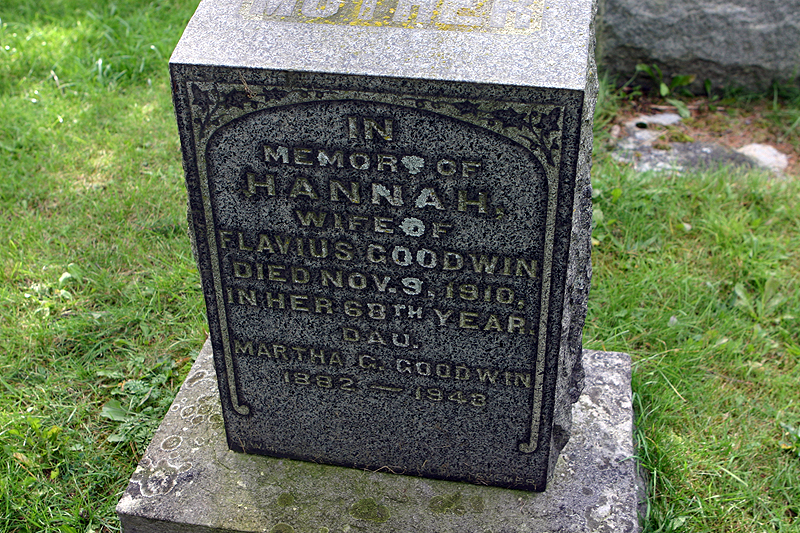 MOTHER
IN
MEMORY OF
HANNAH,
WIFE OF
FLAVIUS GOODWIN
DIED NOV. 9, 1910,
IN HER 68TH YEAR
DAU.
MARTHA G. GOODWIN
1882 — 1943